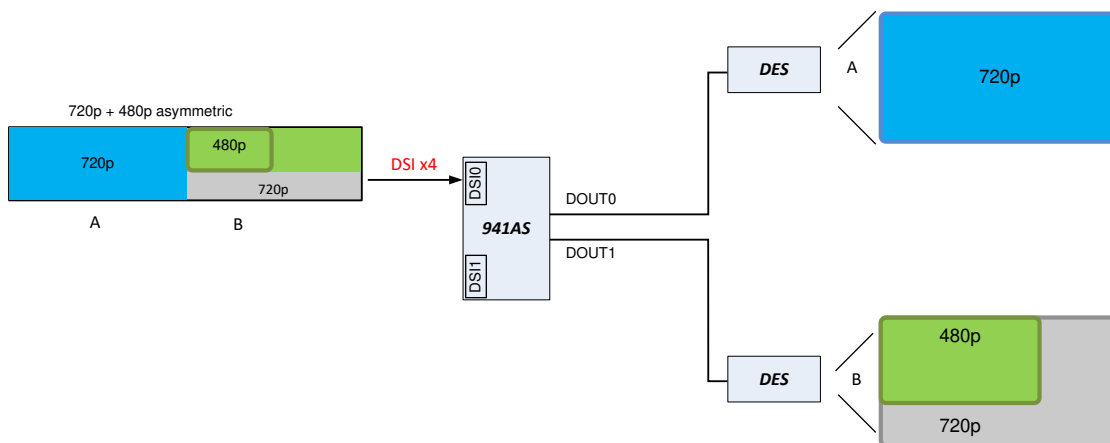 720p + 480p asymmetric
720p
480p
720p
A
B
DSI x4
DSI0
941AS
DSI1
DOUT0
DOUT1
DES
A
720p
DES
B
480p
720p